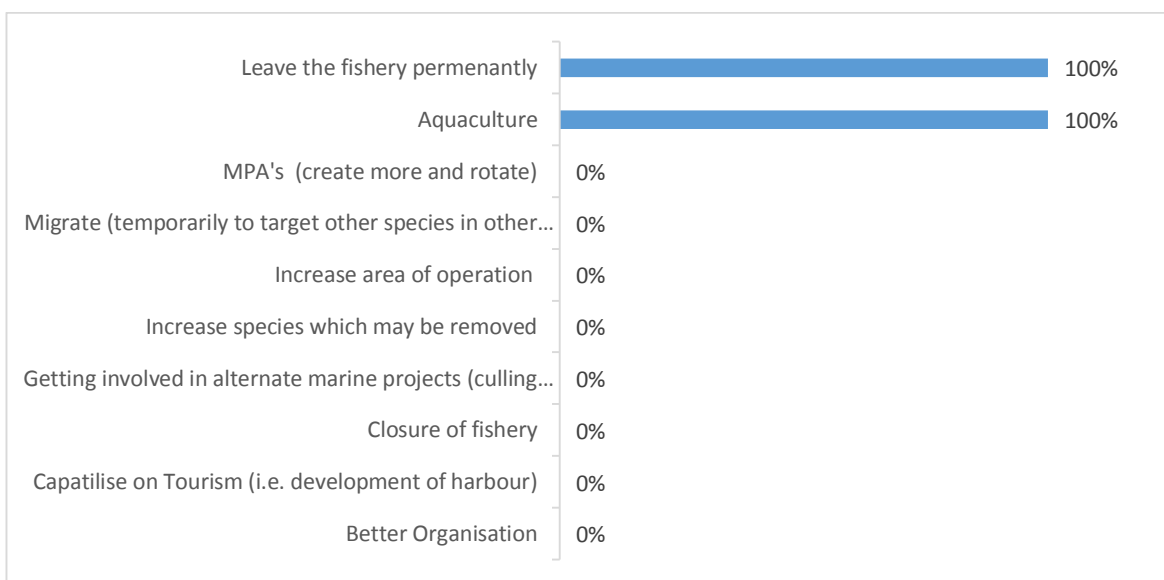 Leave the fishery permenantly 100%
Aquaculture 100%
MPA's (create more and rotate) 0%
Migrate (temporarily to target other species in other… 0%
Increase area of operation 0%
Increase species which may be removed 0%
Getting involved in alternate marine projects (culling… 0%
Closure of fishery 0%
Capatilise on Tourism (i.e. development of harbour) 0%
Better Organisation 0%